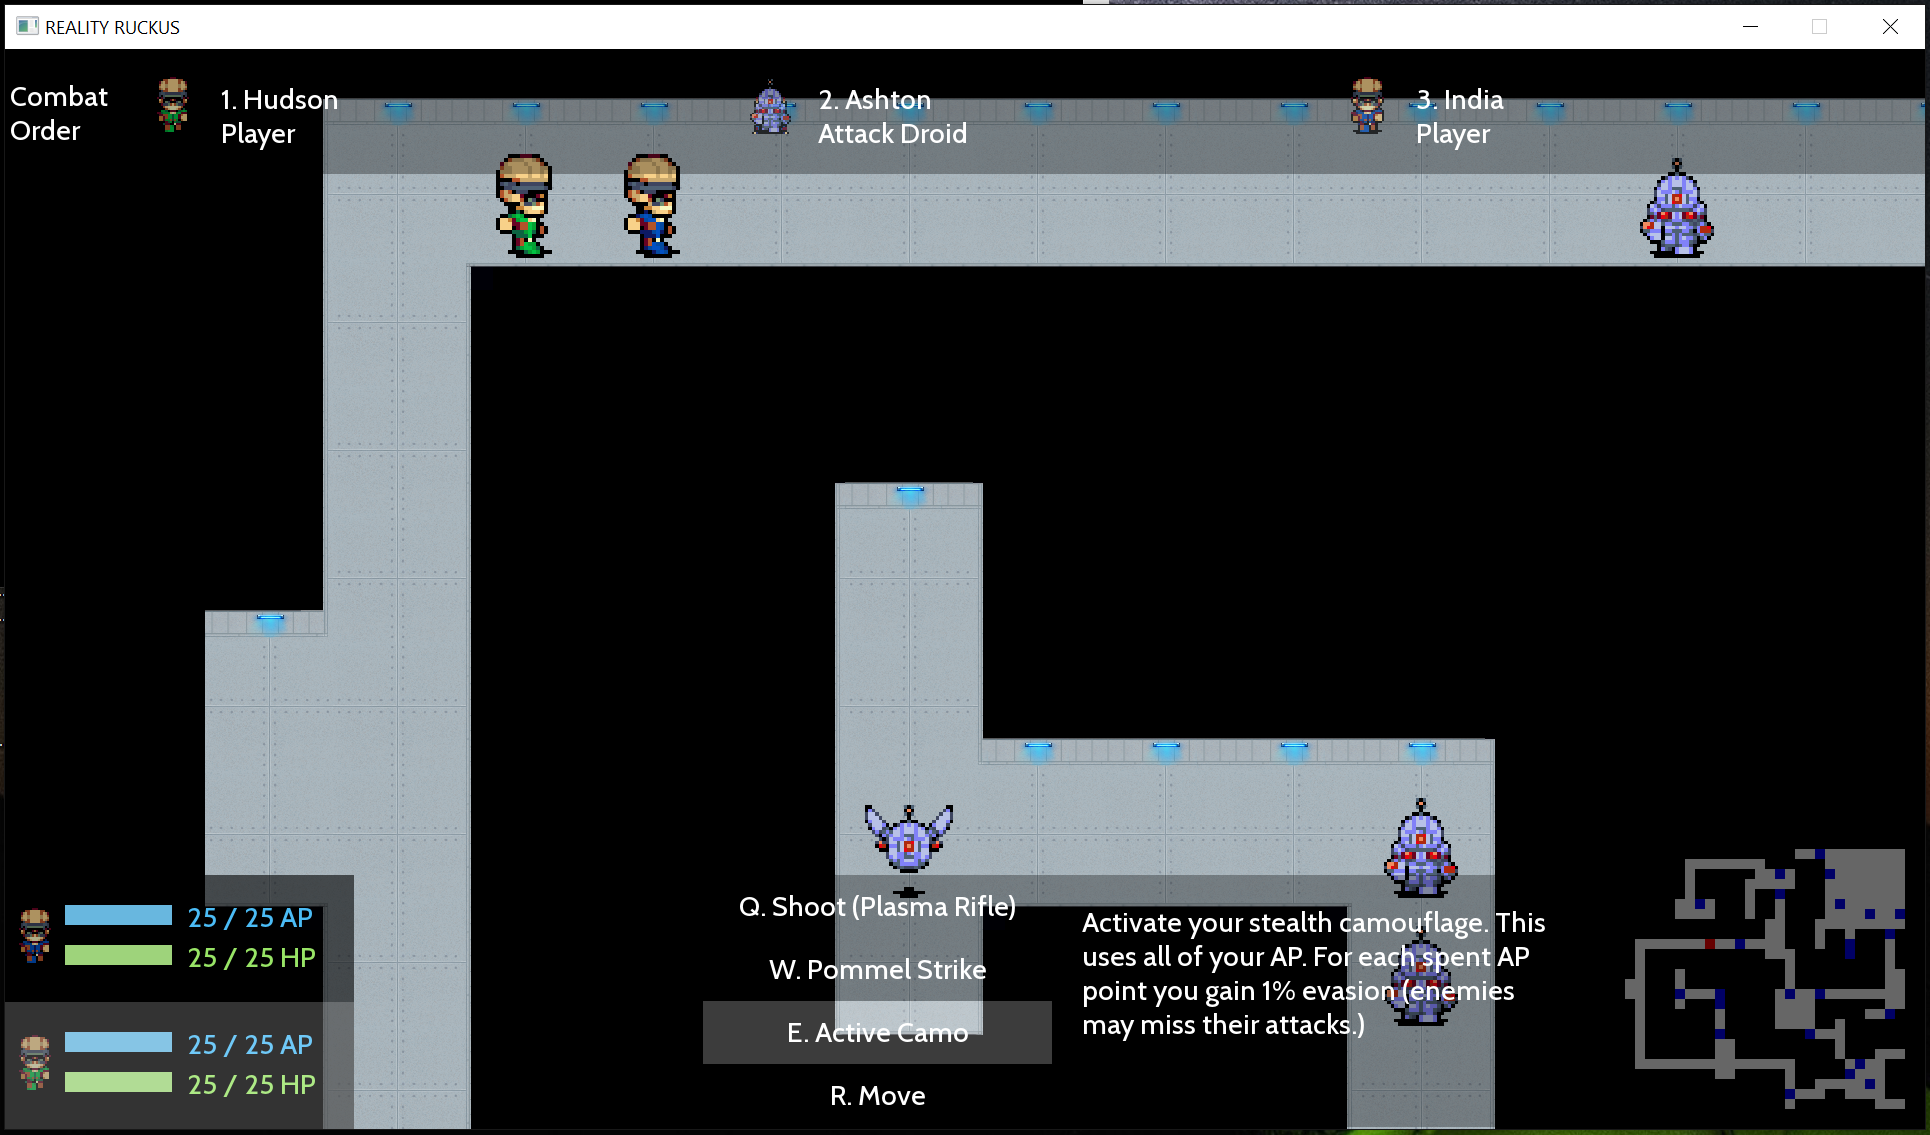 REALITY RUCKUS
Combat
Order
1. Hudson
Player
2. Ashton
Attack Droid
3. India
Player
25 / 25 AP
25 / 25 HP
25 / 25 AP
25 / 25 HP
Q. Shoot (Plasma Rifle)
W. Pommel Strike
E. Active Camo
R. Move
Activate your stealth camouflage. This
uses all of your AP. For each spent AP
point you gain 1% evasion (enemies
may miss their attacks.)